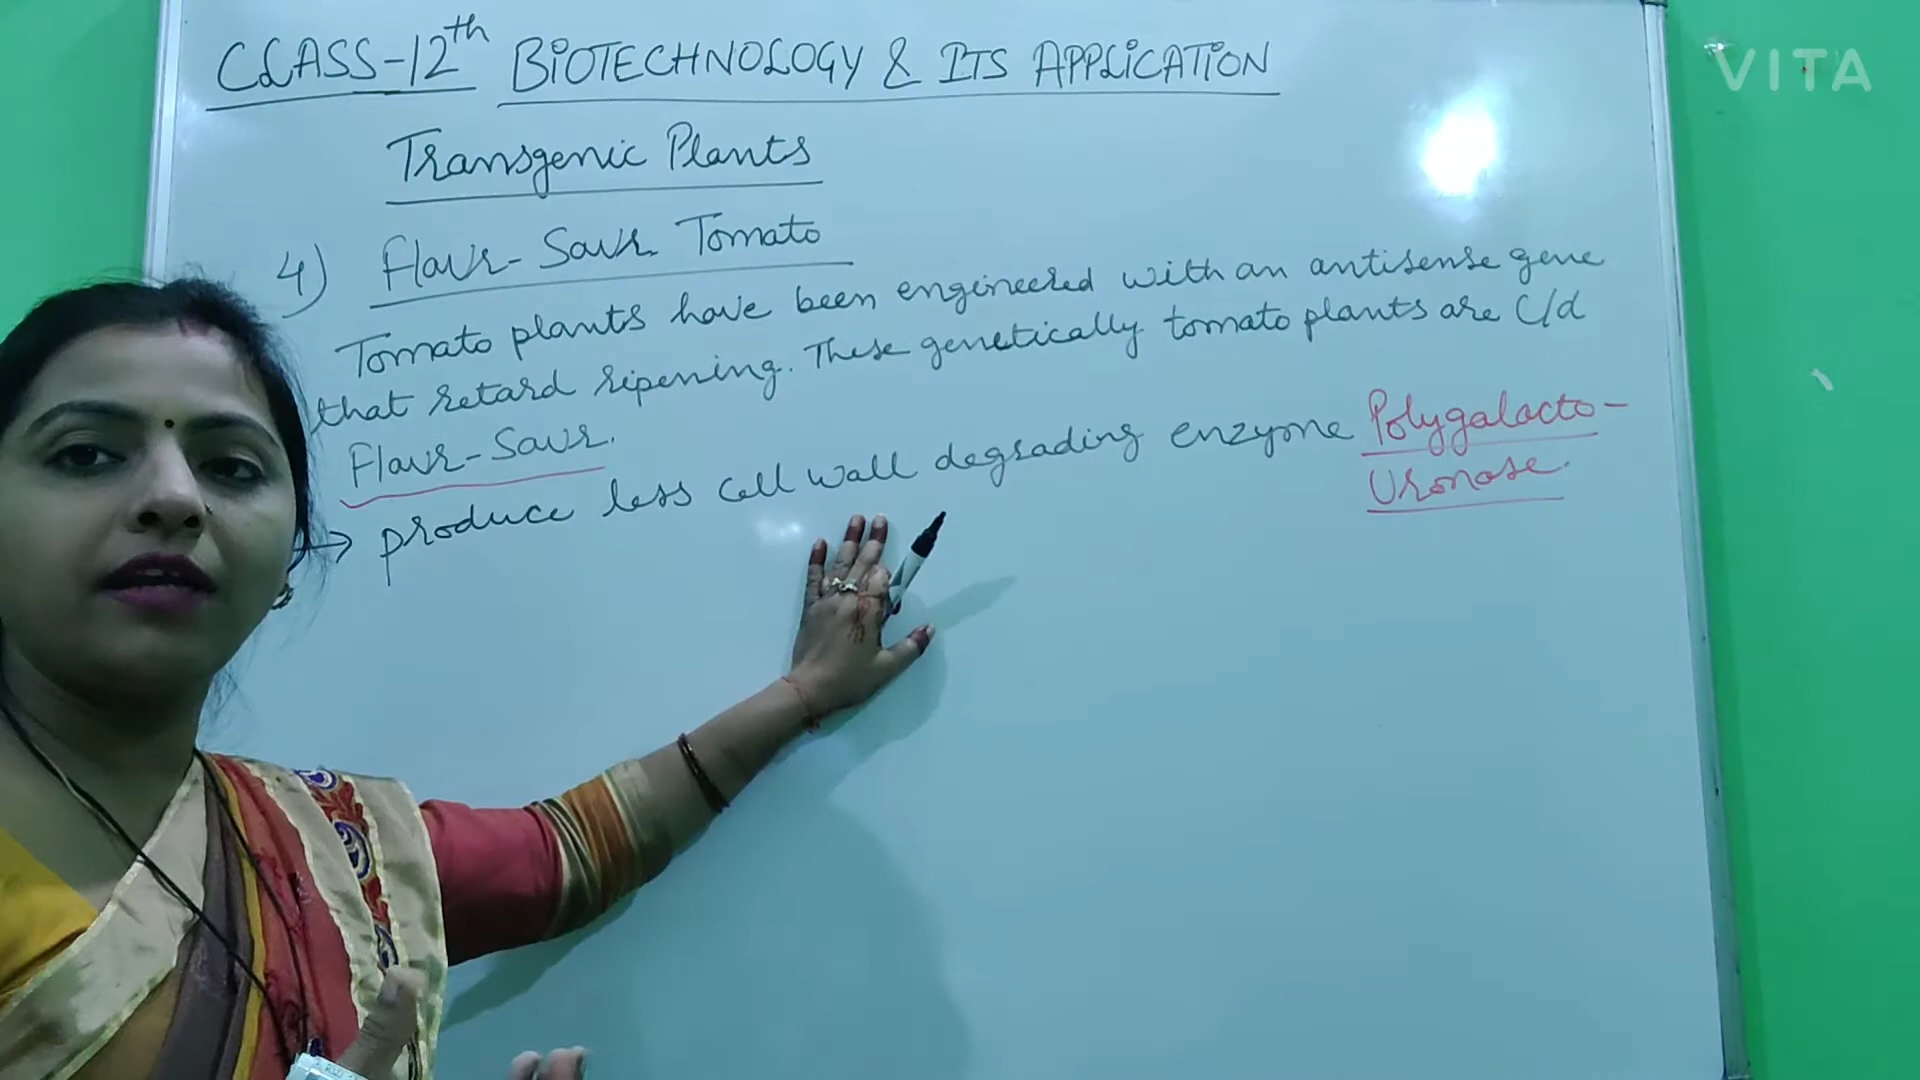 CLASS-12th BIOTECHNOLOGY & ITS APPLICATION
Transgenic Plants
4) Flavr-Savr Tomato
Tomato plants have been engineered with an antisense gene
that retard ripening. These genetically tomato plants are c/d
Flavr-Savr.
→ produce less cell wall degrading enzyme Polygalacto-
Uronase.
VITA